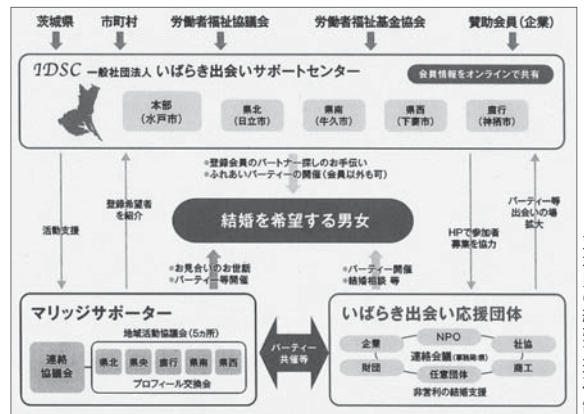 茨城県 市町村 労働者福祉協議会 労働者福祉基金協会 賛助会員(企業)
IDSC 一般社団法人 いばらき出会いサポートセンター
会員情報をオンラインで共有
本部
(水戸市)
県北
(日立市)
県南
(牛久市)
県西
(下妻市)
鹿行
(神栖市)
●登録会員のパートナー探しのお手伝い
●ふれあいパーティーの開催(会員以外も可)
活動支援
登録希望者
を紹介
結婚を希望する男女
HPで参加者
募集を協力
パーティー等
出会いの場
拡大
●お見合いのお世話
●パーティー等開催
●パーティー開催
●結婚相談 等
マリッジサポーター
地域活動協議会(5カ所)
連絡
協議会
県北 県央 鹿行 県南 県西
プロフィール交換会
パーティー
共催等
いばらき出会い応援団体
企業 NPO 社協
連絡会議(事務局:県)
財団 任意団体 商工
非営利の結婚支援